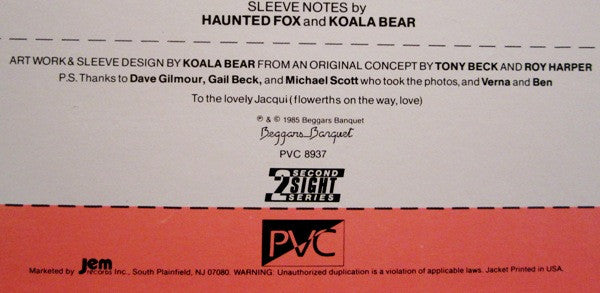 SLEEVE NOTES by
HAUNTED FOX and KOALA BEAR
ART WORK & SLEEVE DESIGN BY KOALA BEAR FROM AN ORIGINAL CONCEPT BY TONY BECK AND ROY HARPER
P.S. Thanks to Dave Gilmour, Gail Beck, and Michael Scott who took the photos, and Verna and Ben
To the lovely Jacqui (flowerths on the way, love)
℗ & © 1985 Beggars Banquet
Beggars Banquet
PVC 8937
2 SECOND
SIGHT
SERIES
PVC
Marketed by Jem records Inc., South Plainfield, NJ 07080. WARNING: Unauthorized duplication is a violation of applicable laws. Jacket Printed in USA.